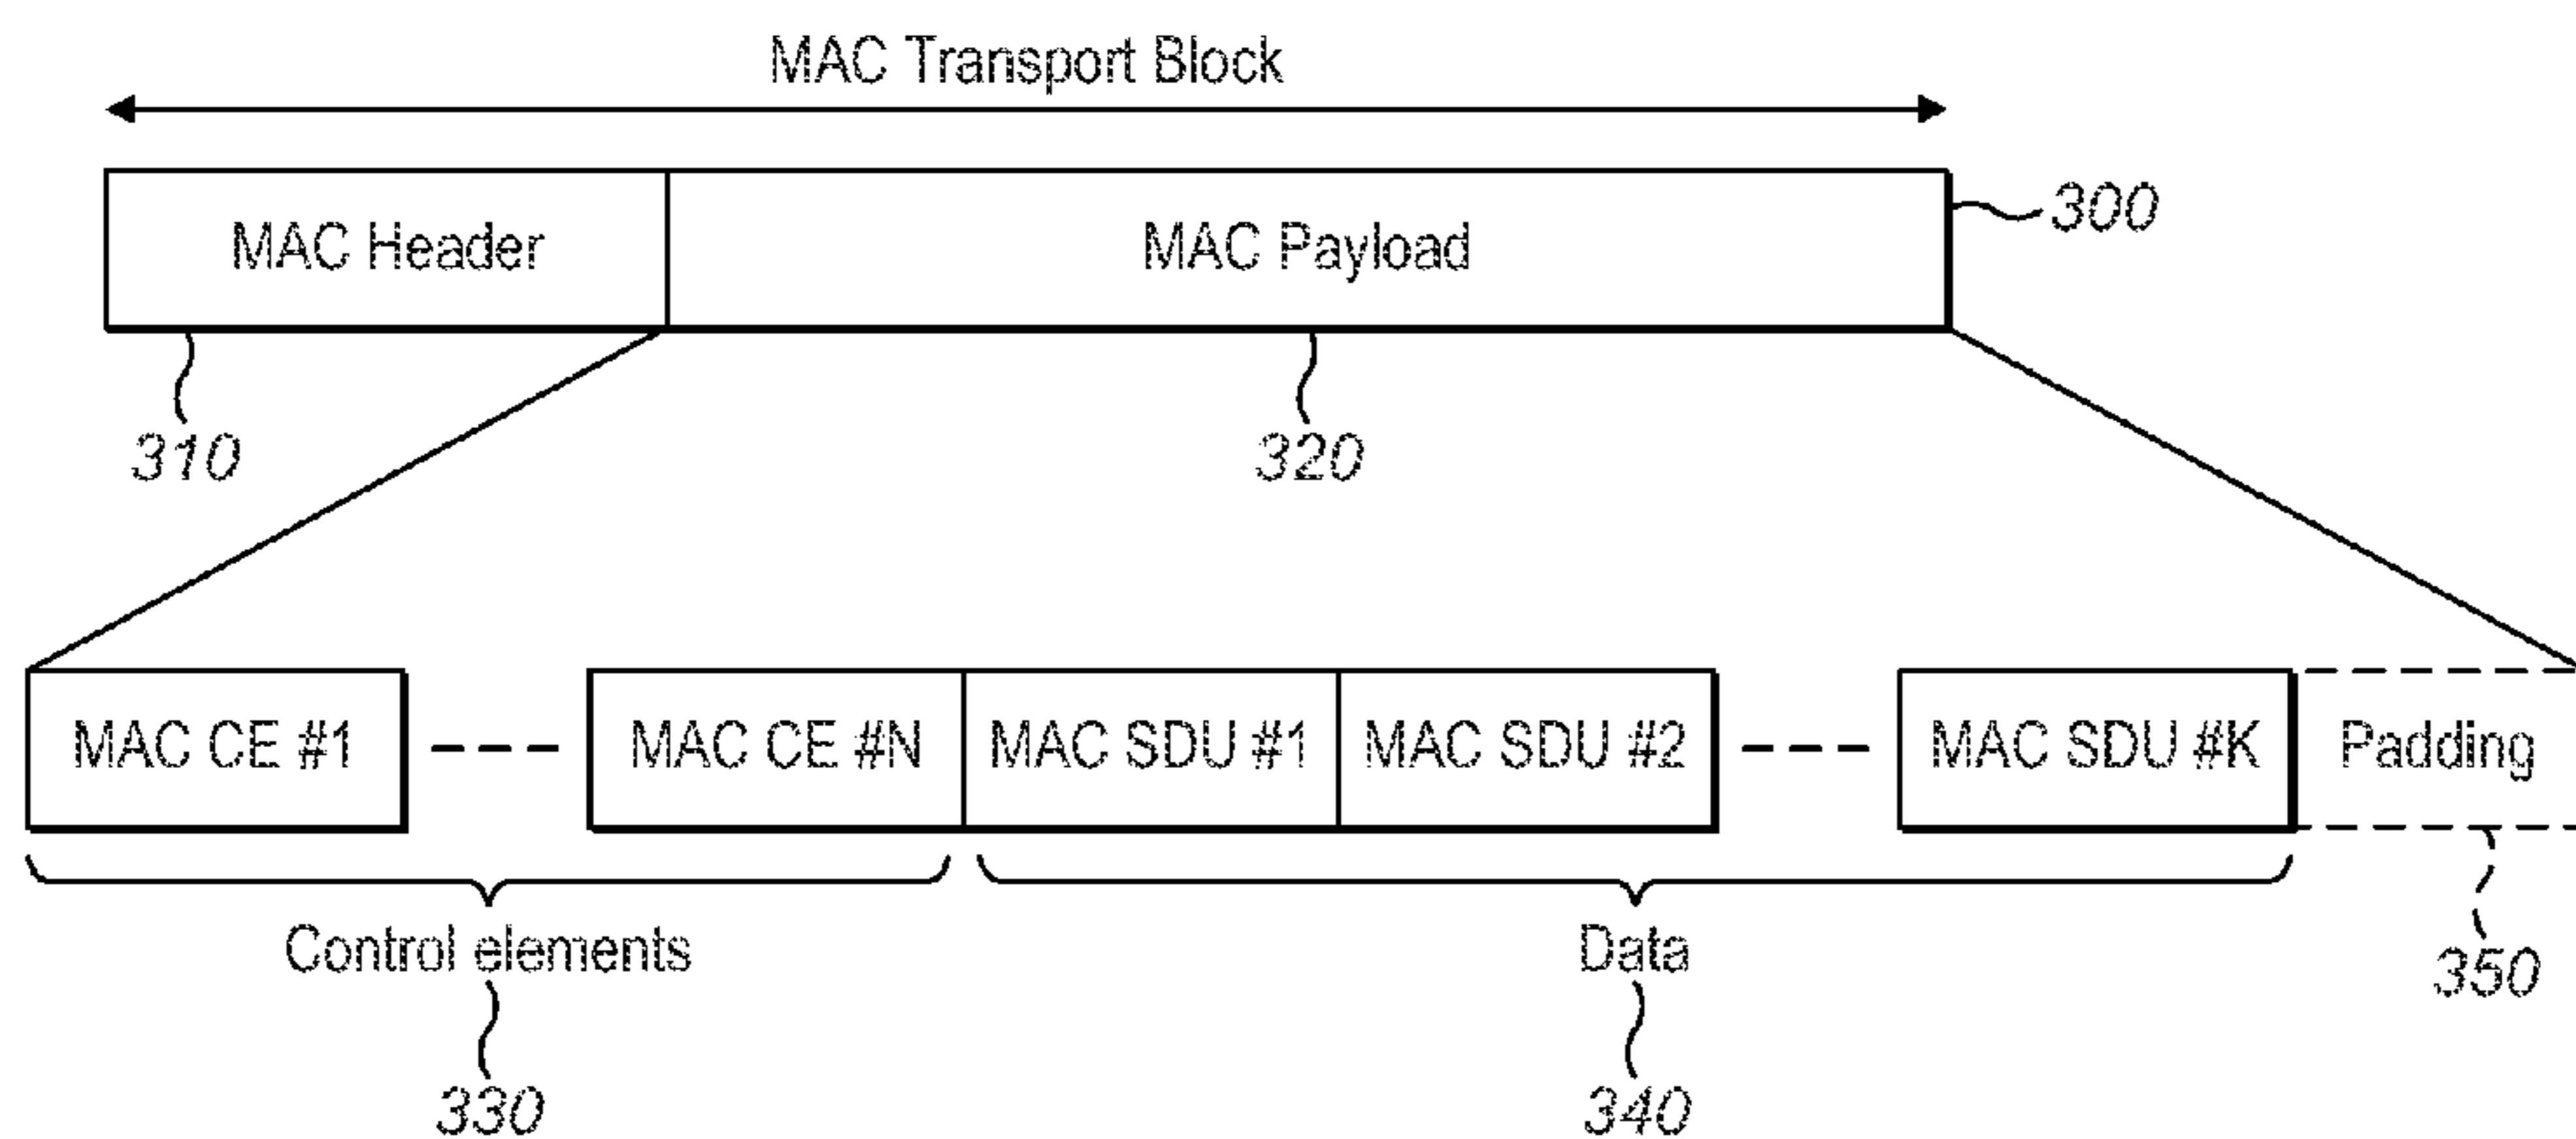 MAC Transport Block
MAC Header
MAC Payload
300
310
320
MAC CE #1
MAC CE #N
MAC SDU #1
MAC SDU #2
MAC SDU #K
Padding
Control elements
Data
350
330
340